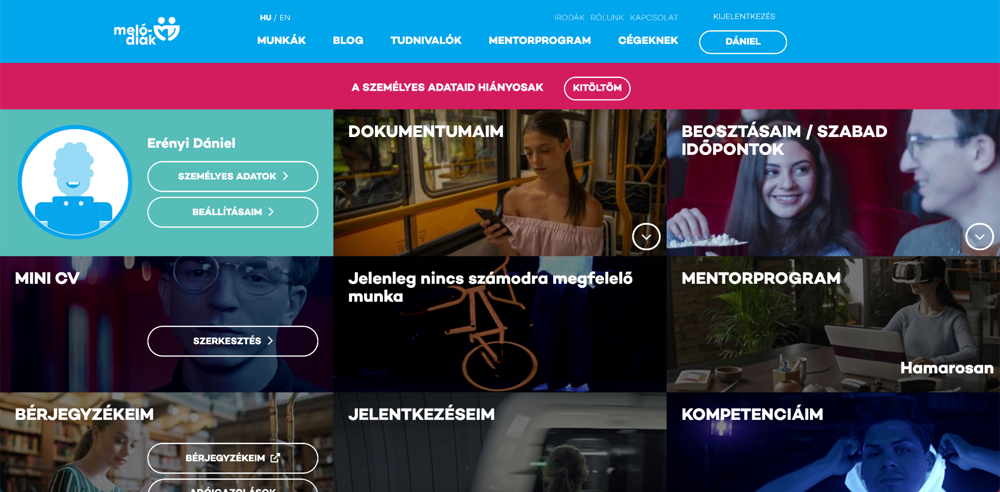 meló-
diák
HU / EN
IRODÁK RÓLUNK KAPCSOLAT
KIJELENTKEZÉS
MUNKÁK BLOG TUDNIVALÓK MENTORPROGRAM CÉGEKNEK
DÁNIEL
A SZEMÉLYES ADATAID HIÁNYOSAK
KITÖLTÖM
Erényi Dániel
SZEMÉLYES ADATOK
BEÁLLÍTÁSAIM
DOKUMENTUMAIM
BEOSZTÁSAIM / SZABAD
IDŐPONTOK
MINI CV
SZERKESZTÉS
Jelenleg nincs számodra megfelelő
munka
MENTORPROGRAM
Hamarosan
BÉRJEGYZÉKEIM
BÉRJEGYZÉKEIM
ADÓIGAZOLÁSOK
JELENTKEZÉSEIM
KOMPETENCIÁIM